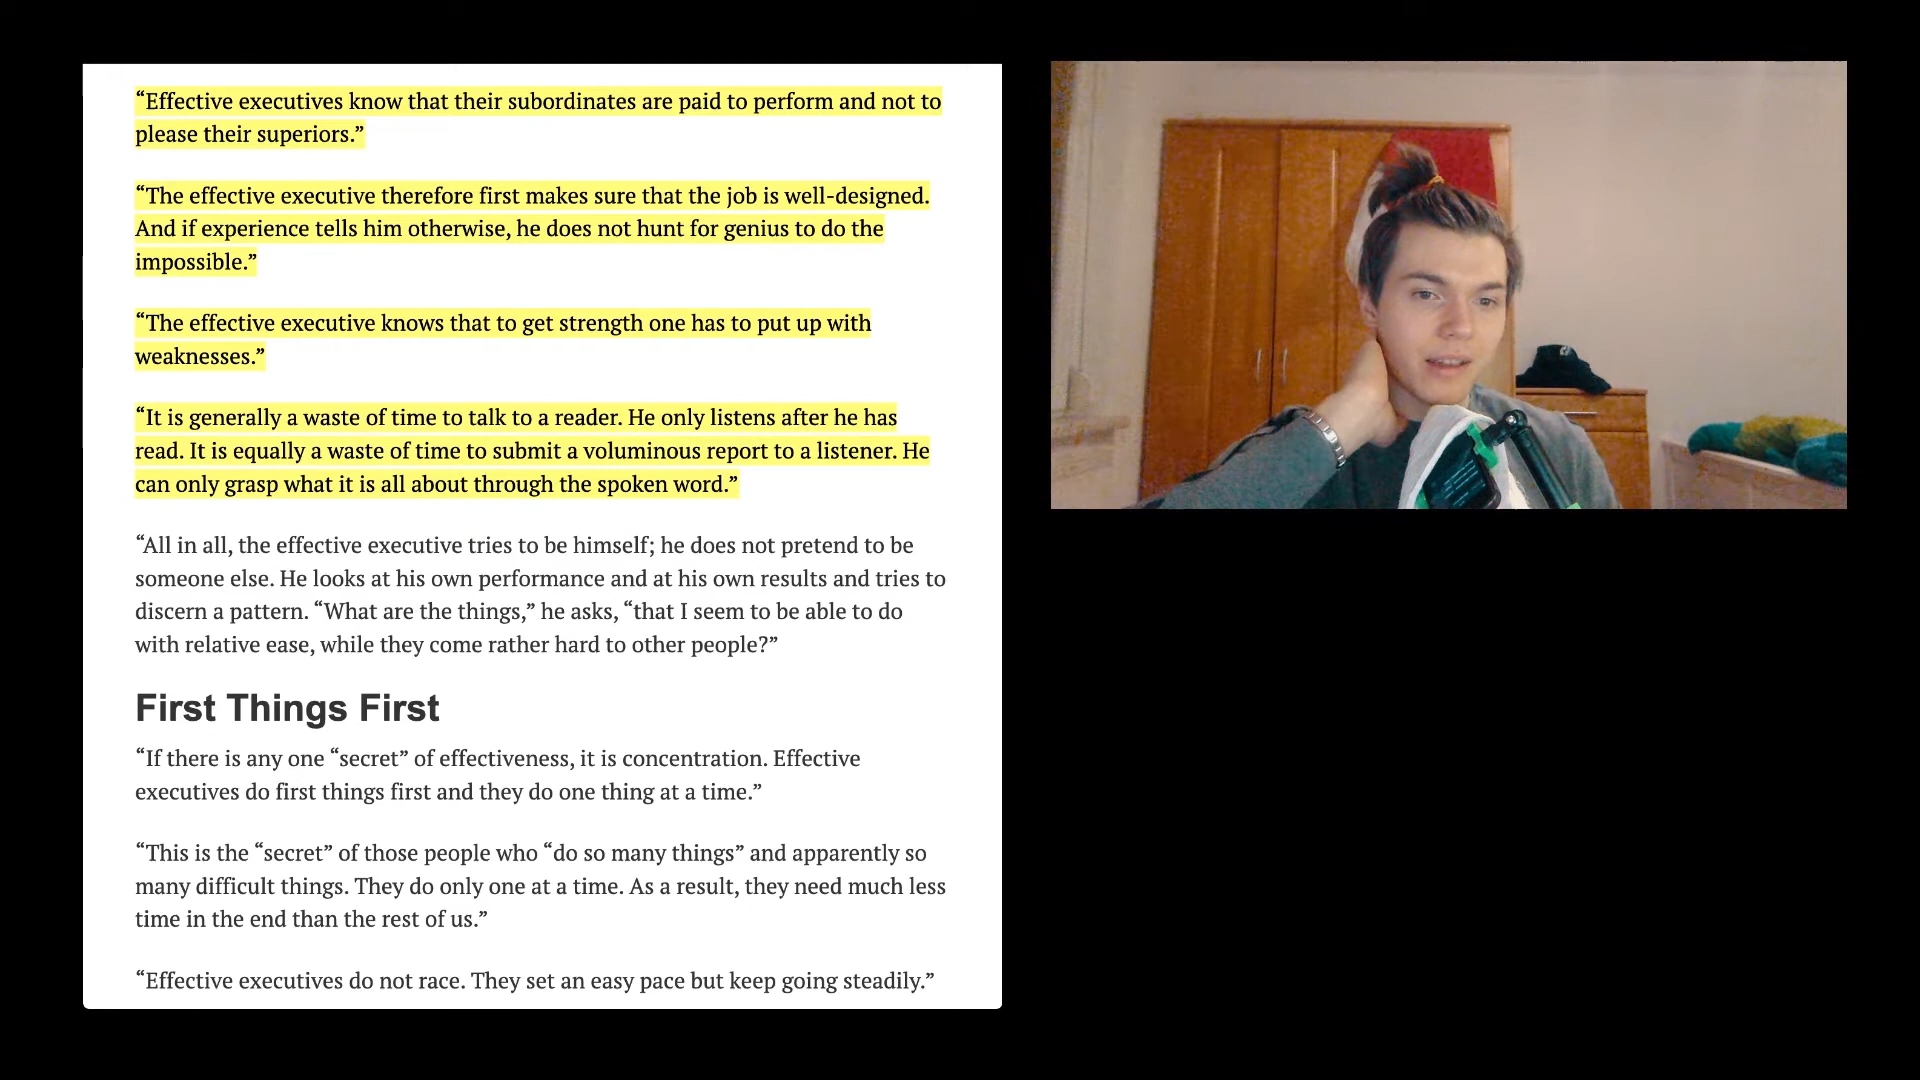 “Effective executives know that their subordinates are paid to perform and not to
please their superiors.”
“The effective executive therefore first makes sure that the job is well-designed.
And if experience tells him otherwise, he does not hunt for genius to do the
impossible.”
“The effective executive knows that to get strength one has to put up with
weaknesses.”
“It is generally a waste of time to talk to a reader. He only listens after he has
read. It is equally a waste of time to submit a voluminous report to a listener. He
can only grasp what it is all about through the spoken word.”
“All in all, the effective executive tries to be himself; he does not pretend to be
someone else. He looks at his own performance and at his own results and tries to
discern a pattern. “What are the things,” he asks, “that I seem to be able to do
with relative ease, while they come rather hard to other people?”
First Things First
“If there is any one “secret” of effectiveness, it is concentration. Effective
executives do first things first and they do one thing at a time.”
“This is the “secret” of those people who “do so many things” and apparently so
many difficult things. They do only one at a time. As a result, they need much less
time in the end than the rest of us.”
“Effective executives do not race. They set an easy pace but keep going steadily.”